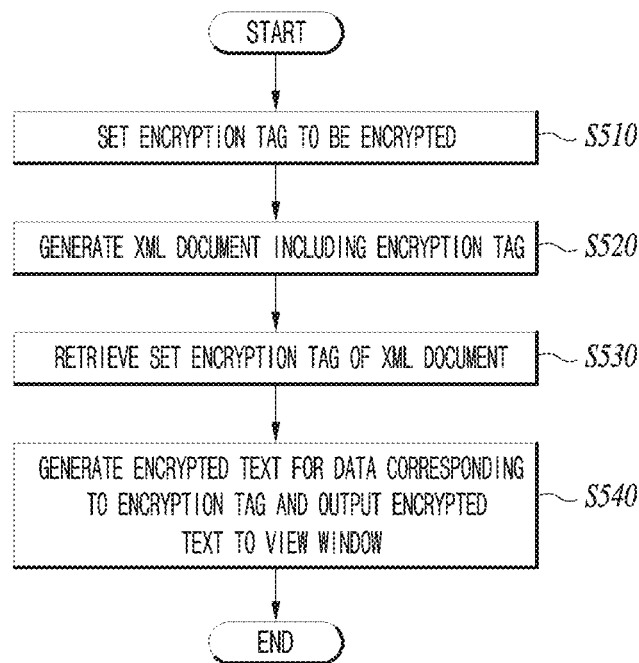 START
SET ENCRYPTION TAG TO BE ENCRYPTED
S510
GENERATE XML DOCUMENT INCLUDING ENCRYPTION TAG
S520
RETRIEVE SET ENCRYPTION TAG OF XML DOCUMENT
S530
GENERATE ENCRYPTED TEXT FOR DATA CORRESPONDING
TO ENCRYPTION TAG AND OUTPUT ENCRYPTED
TEXT TO VIEW WINDOW
S540
END